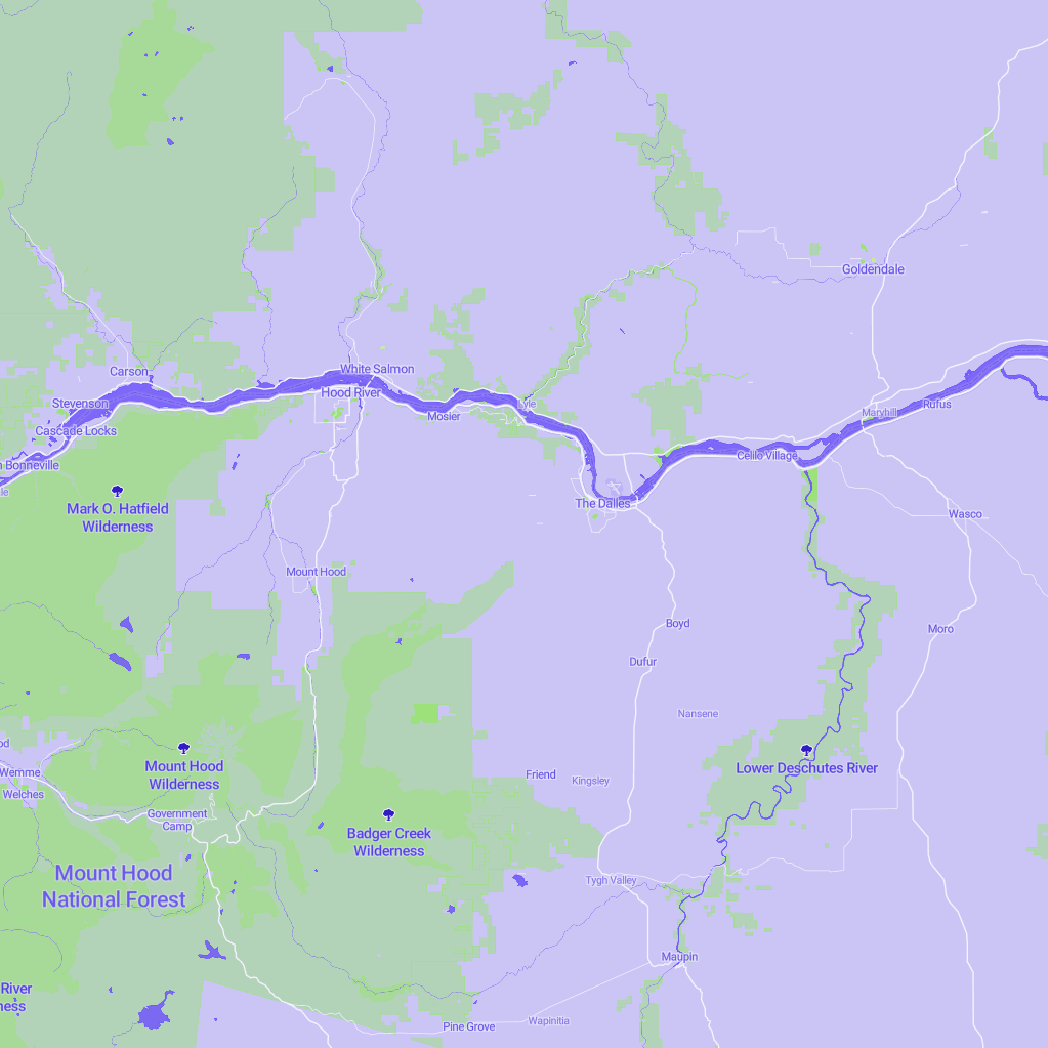 Goldendale
White Salmon
Carson
Hood River
Stevenson
Lyle
Rufus
Maryhill
Mosier
Cascade Locks
Celilo Village
Bonneville
Mark O. Hatfield
Wilderness
The Dalles
Wasco
Mount Hood
Boyd
Moro
Dufur
Nansene
Mount Hood
Wilderness
Lower Deschutes River
Wemme
Friend
Kingsley
Welches
Government
Camp
Badger Creek
Wilderness
Mount Hood
National Forest
Tygh Valley
Maupin
River
ness
Pine Grove
Wapinitia